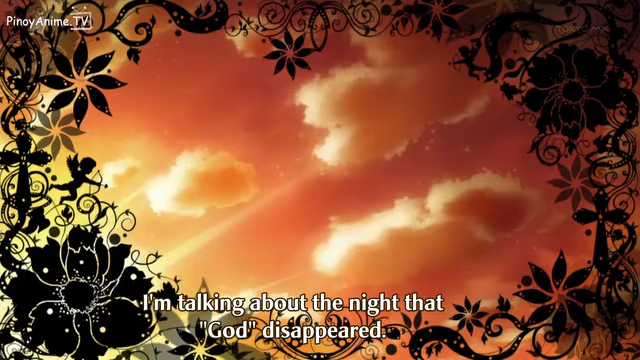 PinoyAnime.TV
I'm talking about the night that
"God" disappeared.